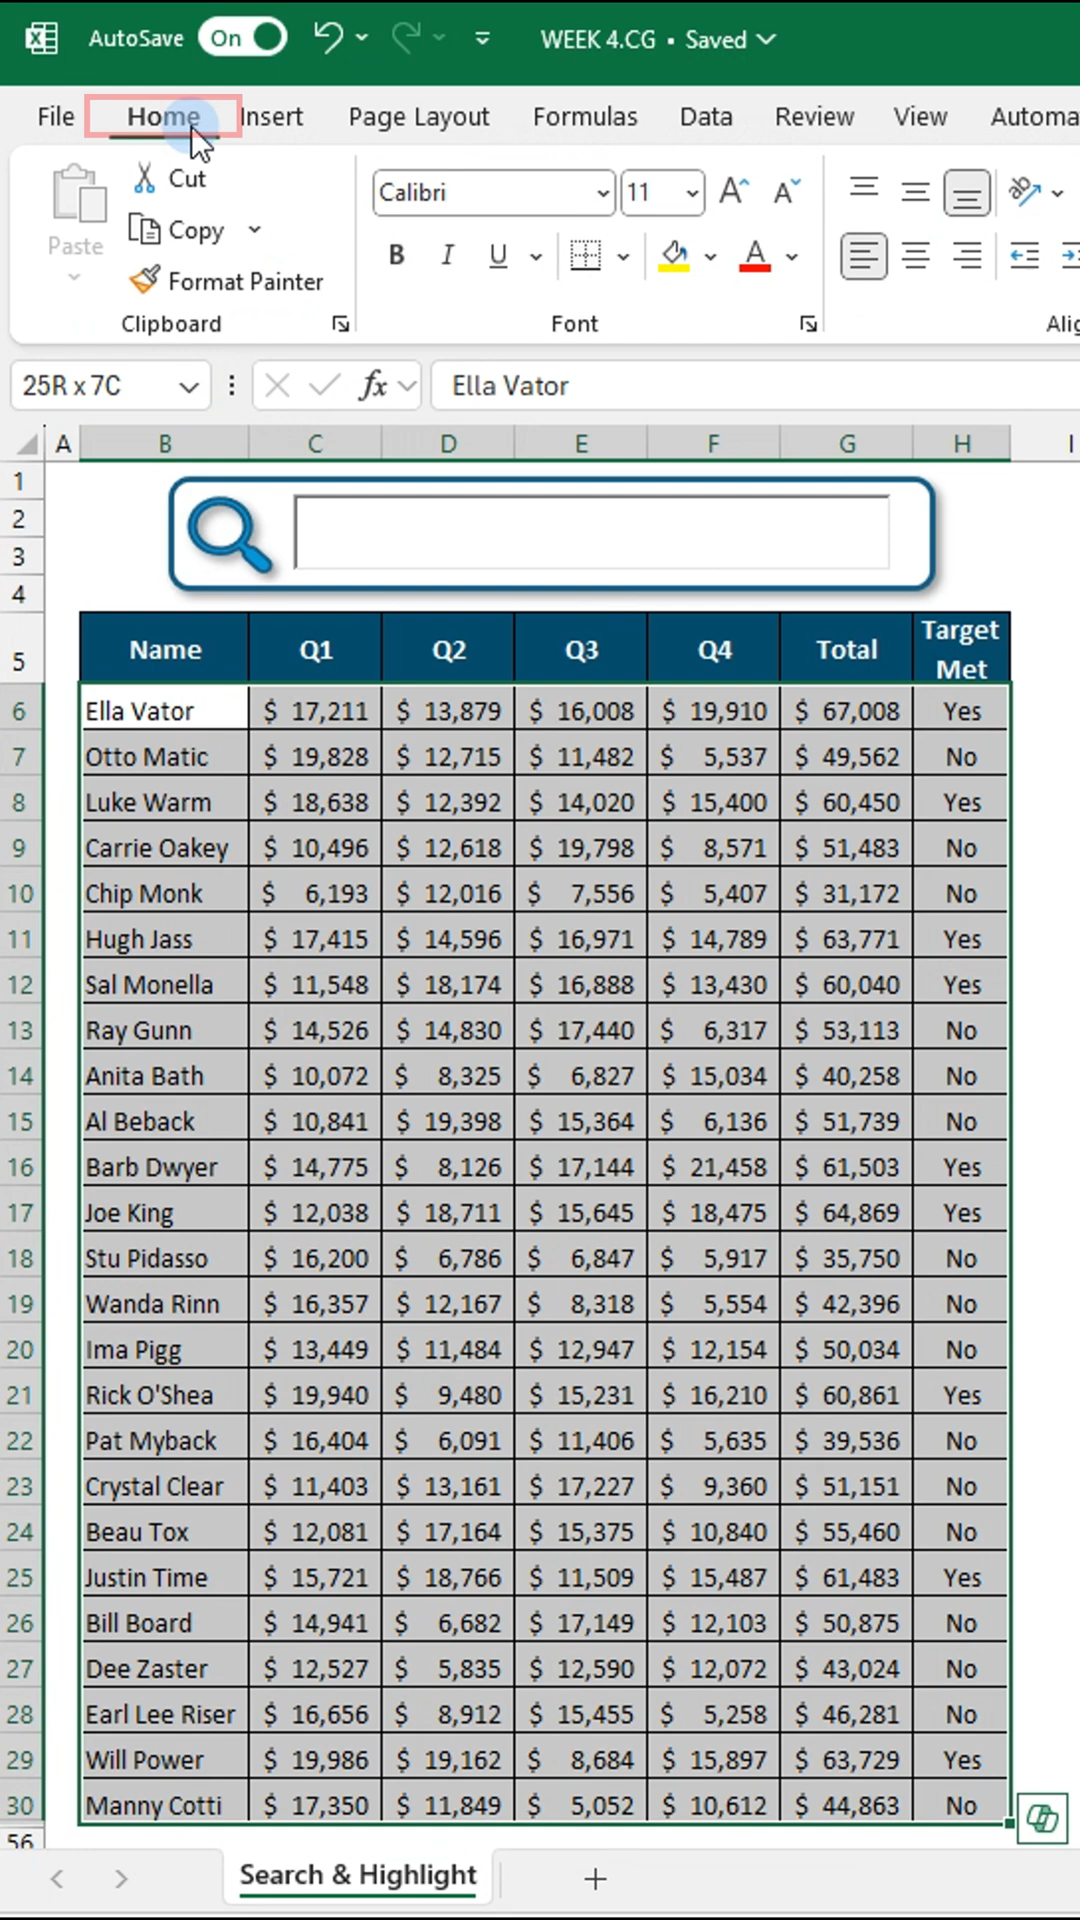 AutoSave On WEEK 4.CG • Saved
File Home Insert Page Layout Formulas Data Review View Automa
Paste Cut Calibri 11
Copy
Format Painter B I U A
Clipboard Font Alig
25R x 7C fx Ella Vator
A B C D E F G H I
1
2
3
4
5 Name Q1 Q2 Q3 Q4 Total Target Met
6 Ella Vator $ 17,211 $ 13,879 $ 16,008 $ 19,910 $ 67,008 Yes
7 Otto Matic $ 19,828 $ 12,715 $ 11,482 $ 5,537 $ 49,562 No
8 Luke Warm $ 18,638 $ 12,392 $ 14,020 $ 15,400 $ 60,450 Yes
9 Carrie Oakey $ 10,496 $ 12,618 $ 19,798 $ 8,571 $ 51,483 No
10 Chip Monk $ 6,193 $ 12,016 $ 7,556 $ 5,407 $ 31,172 No
11 Hugh Jass $ 17,415 $ 14,596 $ 16,971 $ 14,789 $ 63,771 Yes
12 Sal Monella $ 11,548 $ 18,174 $ 16,888 $ 13,430 $ 60,040 Yes
13 Ray Gunn $ 14,526 $ 14,830 $ 17,440 $ 6,317 $ 53,113 No
14 Anita Bath $ 10,072 $ 8,325 $ 6,827 $ 15,034 $ 40,258 No
15 Al Beback $ 10,841 $ 19,398 $ 15,364 $ 6,136 $ 51,739 No
16 Barb Dwyer $ 14,775 $ 8,126 $ 17,144 $ 21,458 $ 61,503 Yes
17 Joe King $ 12,038 $ 18,711 $ 15,645 $ 18,475 $ 64,869 Yes
18 Stu Pidasso $ 16,200 $ 6,786 $ 6,847 $ 5,917 $ 35,750 No
19 Wanda Rinn $ 16,357 $ 12,167 $ 8,318 $ 5,554 $ 42,396 No
20 Ima Pigg $ 13,449 $ 11,484 $ 12,947 $ 12,154 $ 50,034 No
21 Rick O'Shea $ 19,940 $ 9,480 $ 15,231 $ 16,210 $ 60,861 Yes
22 Pat Myback $ 16,404 $ 6,091 $ 11,406 $ 5,635 $ 39,536 No
23 Crystal Clear $ 11,403 $ 13,161 $ 17,227 $ 9,360 $ 51,151 No
24 Beau Tox $ 12,081 $ 17,164 $ 15,375 $ 10,840 $ 55,460 No
25 Justin Time $ 15,721 $ 18,766 $ 11,509 $ 15,487 $ 61,483 Yes
26 Bill Board $ 14,941 $ 6,682 $ 17,149 $ 12,103 $ 50,875 No
27 Dee Zaster $ 12,527 $ 5,835 $ 12,590 $ 12,072 $ 43,024 No
28 Earl Lee Riser $ 16,656 $ 8,912 $ 15,455 $ 5,258 $ 46,281 No
29 Will Power $ 19,986 $ 19,162 $ 8,684 $ 15,897 $ 63,729 Yes
30 Manny Cotti $ 17,350 $ 11,849 $ 5,052 $ 10,612 $ 44,863 No
56
Search & Highlight